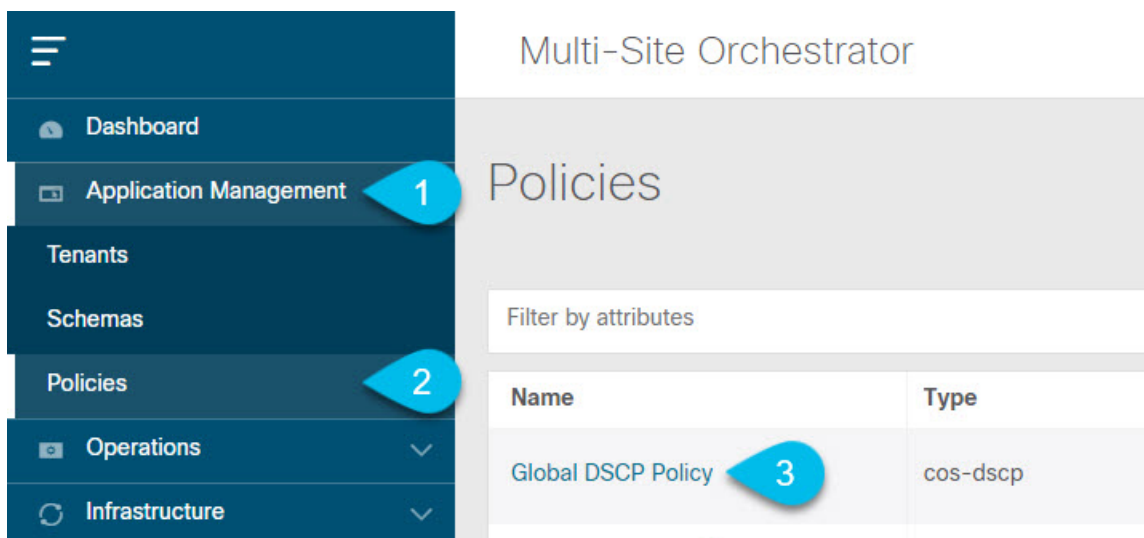 Multi-Site Orchestrator
Dashboard
Application Management
1
Tenants
Schemas
Policies
2
Operations
Infrastructure
Policies
Filter by attributes
Name Type
Global DSCP Policy 3 cos-dscp